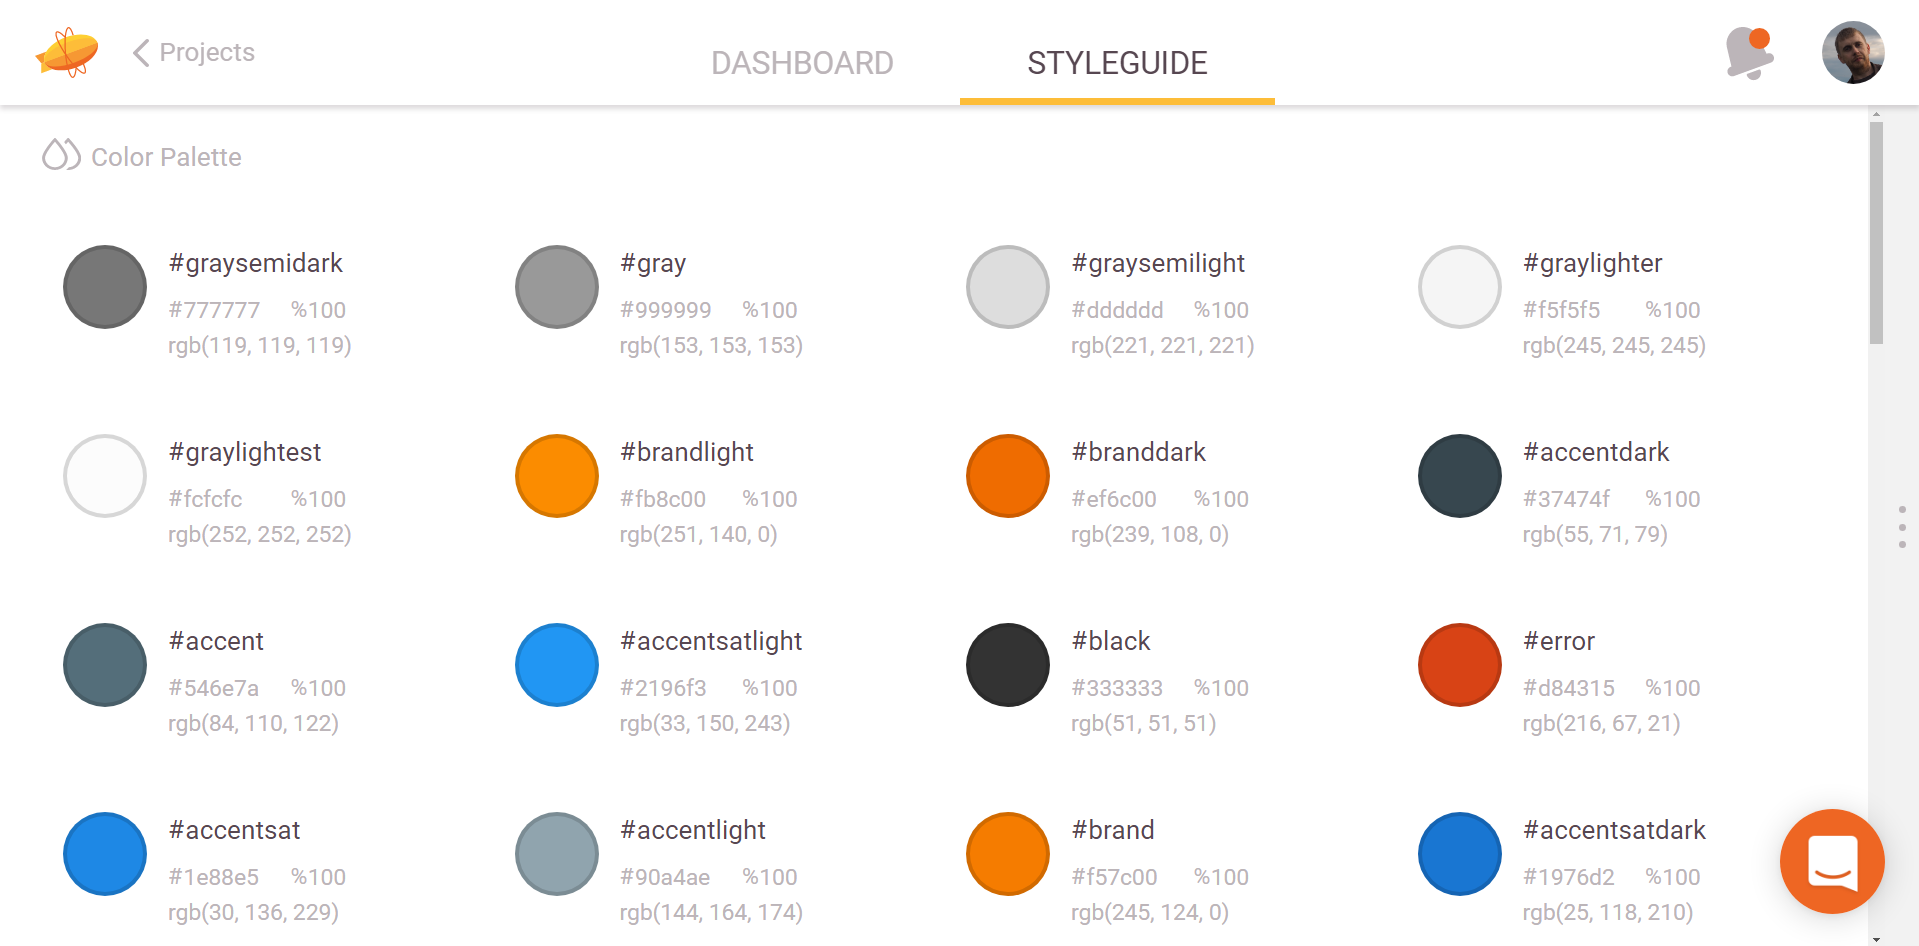 Projects
DASHBOARD
STYLEGUIDE
Color Palette
#graysemidark
#777777 %100
rgb(119, 119, 119)
#gray
#999999 %100
rgb(153, 153, 153)
#graysemilight
#dddddd %100
rgb(221, 221, 221)
#graylighter
#f5f5f5 %100
rgb(245, 245, 245)
#graylightest
#fcfcfc %100
rgb(252, 252, 252)
#brandlight
#fb8c00 %100
rgb(251, 140, 0)
#branddark
#ef6c00 %100
rgb(239, 108, 0)
#accentdark
#37474f %100
rgb(55, 71, 79)
#accent
#546e7a %100
rgb(84, 110, 122)
#accentsatlight
#2196f3 %100
rgb(33, 150, 243)
#black
#333333 %100
rgb(51, 51, 51)
#error
#d84315 %100
rgb(216, 67, 21)
#accentsat
#1e88e5 %100
rgb(30, 136, 229)
#accentlight
#90a4ae %100
rgb(144, 164, 174)
#brand
#f57c00 %100
rgb(245, 124, 0)
#accentsatdark
#1976d2 %100
rgb(25, 118, 210)